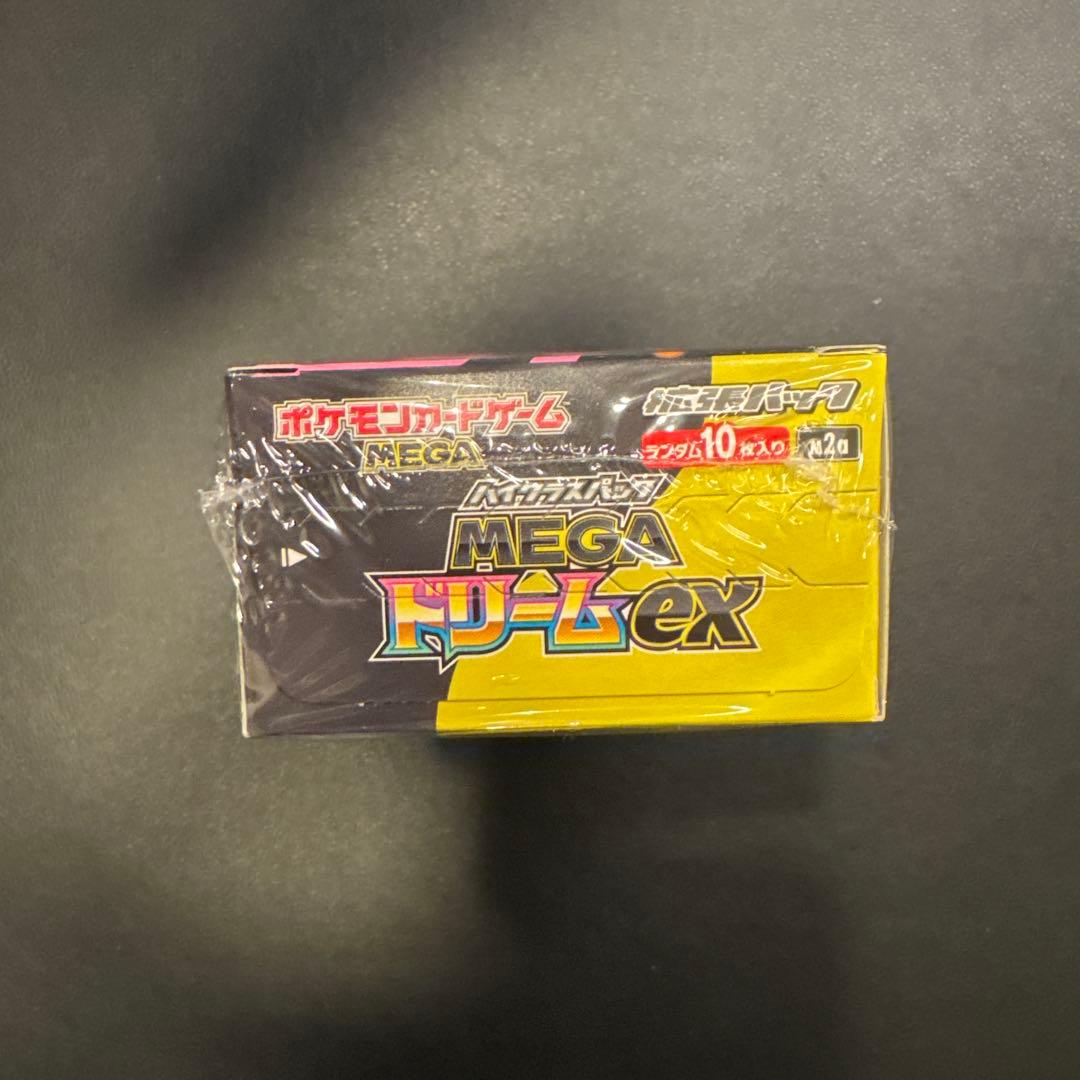 ポケモンカードゲーム
MEGA
拡張パック
ランダム10枚入り
M2a
ハイクラスパック
MEGA
ドリームex